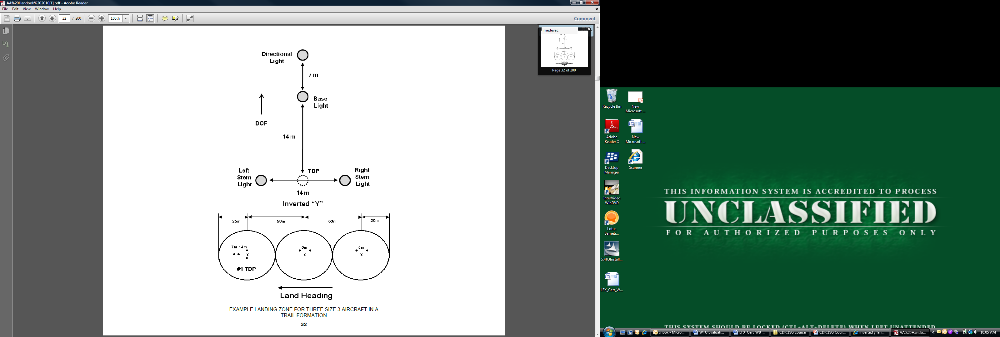 AA%20Handook%202010[1].pdf - Adobe Reader
File Edit View Window Help
32 / 200 106% Comment
medevac
Page 32 of 200
Directional
Light
7 m
Base
Light
DOF
14 m
TDP
Left
Stem
Light
Right
Stem
Light
14 m
Inverted “Y”
25m 50m 50m 25m
7m 14m 5m 5m
X X X
#1 TDP
Land Heading
EXAMPLE LANDING ZONE FOR THREE SIZE 3 AIRCRAFT IN A
TRAIL FORMATION
32
Recycle Bin
New
Microsoft ...
Adobe
Reader X
New
Microsoft ...
Desktop
Manager
Scanner
InterVideo
WinDVD
Lotus
Sameti...
5.4R3Install...
LFX_Cert_W...
THIS INFORMATION SYSTEM IS ACCREDITED TO PROCESS
UNCLASSIFIED
FOR AUTHORIZED PURPOSES ONLY
THIS SYSTEM SHOULD BE LOCKED (CTL+ALT+DELETE) WHEN LEFT UNATTENDED
Inbox - Micro... WTU Evaluati... LFX_Cert_WB_... CDR 1SG course CDR 1SG Cour... inverted y lan... AA%20Hando... 10:05 AM